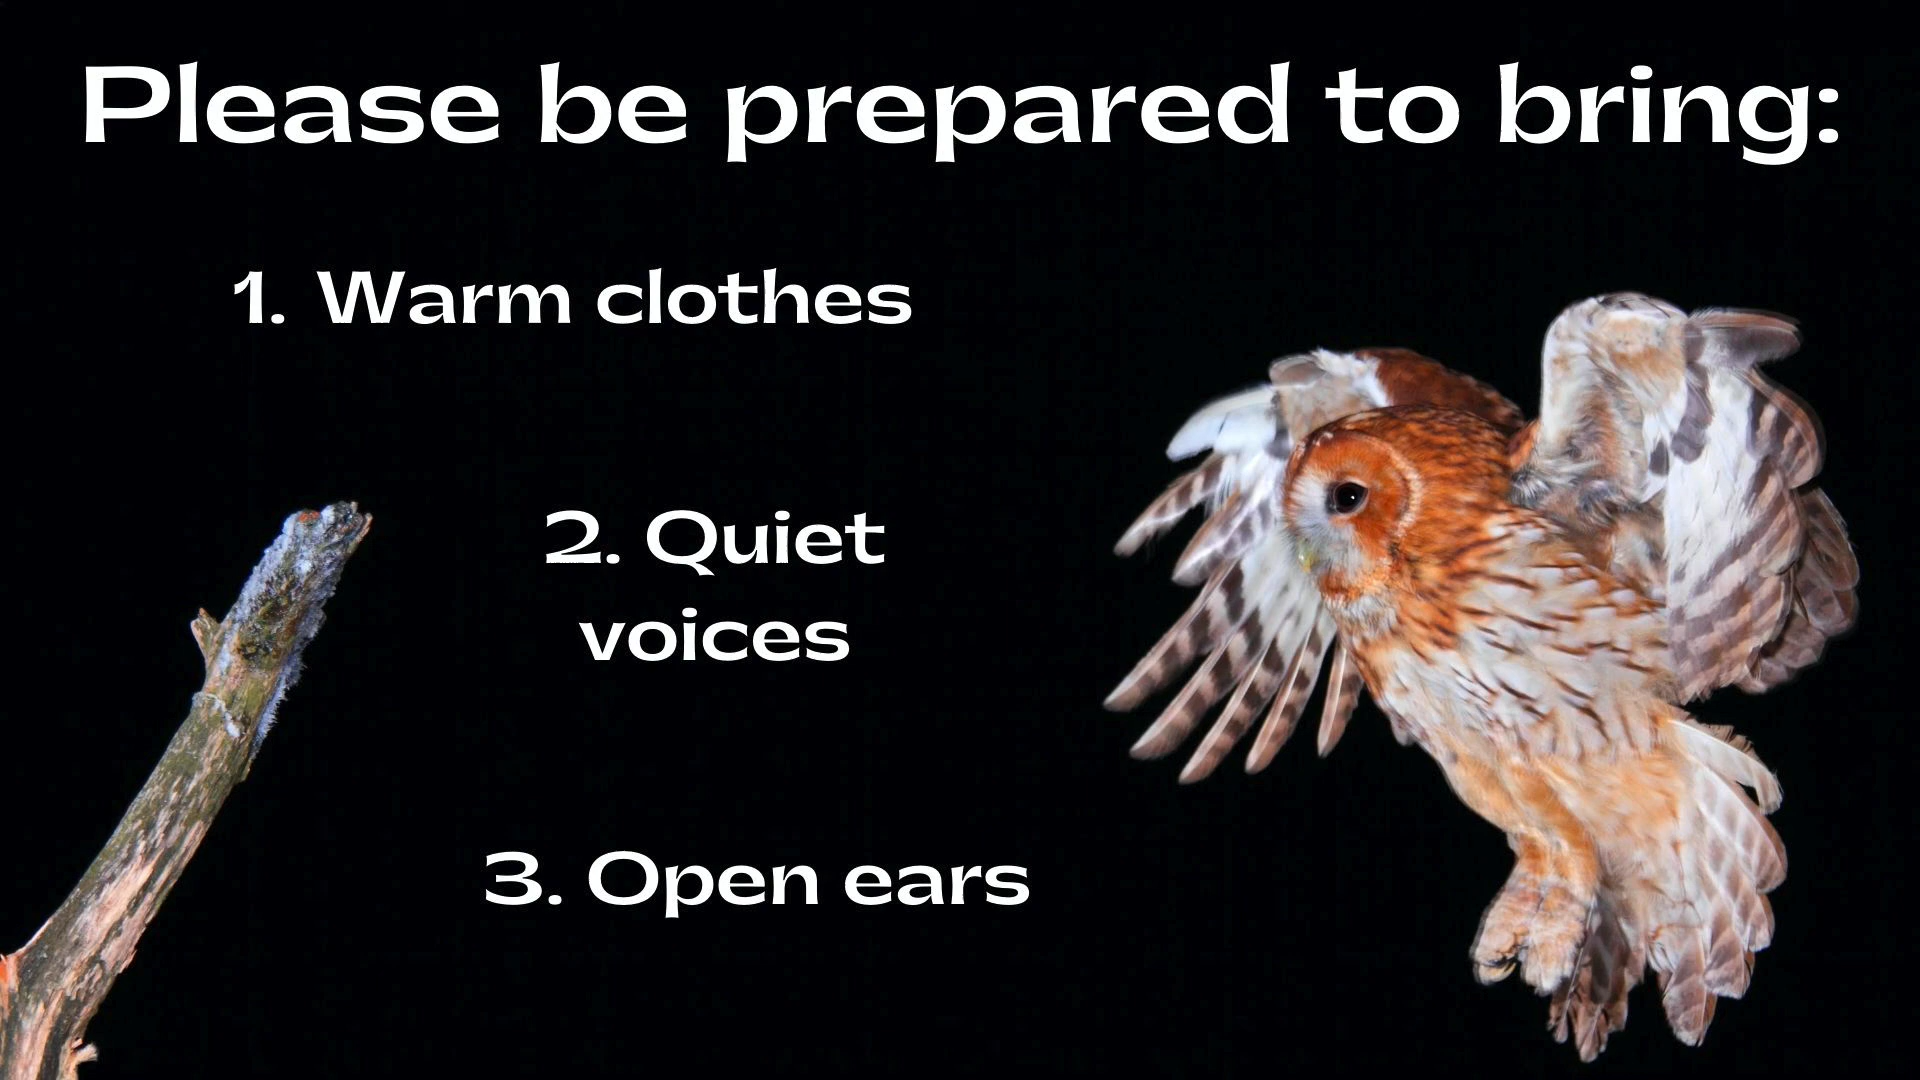 Please be prepared to bring:
1. Warm clothes
2. Quiet
voices
3. Open ears